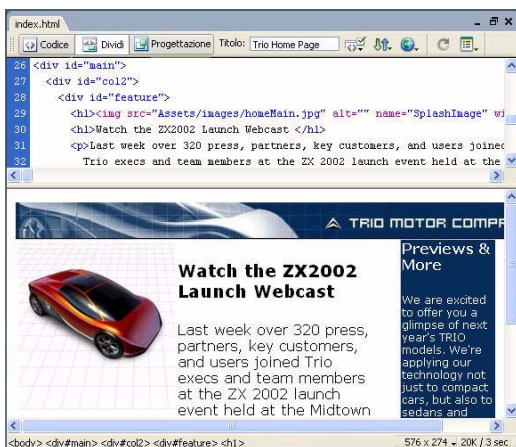 index.html
Codice Dividi Progettazione Titolo: Trio Home Page
26 <div id="main">
27 <div id="col2">
28 <div id="feature">
29 <h1><img src="Assets/images/homeMain.jpg" alt="" name="SplashImage" wi
30 <h1>Watch the ZX2002 Launch Webcast </h1>
31 <p>Last week over 320 press, partners, key customers, and users joined
32 Trio execs and team members at the ZX 2002 launch event held at the
TRIO MOTOR COMP
Watch the ZX2002
Launch Webcast
Last week over 320 press,
partners, key customers,
and users joined Trio
execs and team members
at the ZX 2002 launch
event held at the Midtown
Previews &
More
We are excited
to offer you a
glimpse of next
year's TRIO
models. We're
applying our
technology not
just to compact
cars, but also to
sedans and
<body> <div#main> <div#col2> <div#feature> <h1> 576 x 274 20K / 3 sec